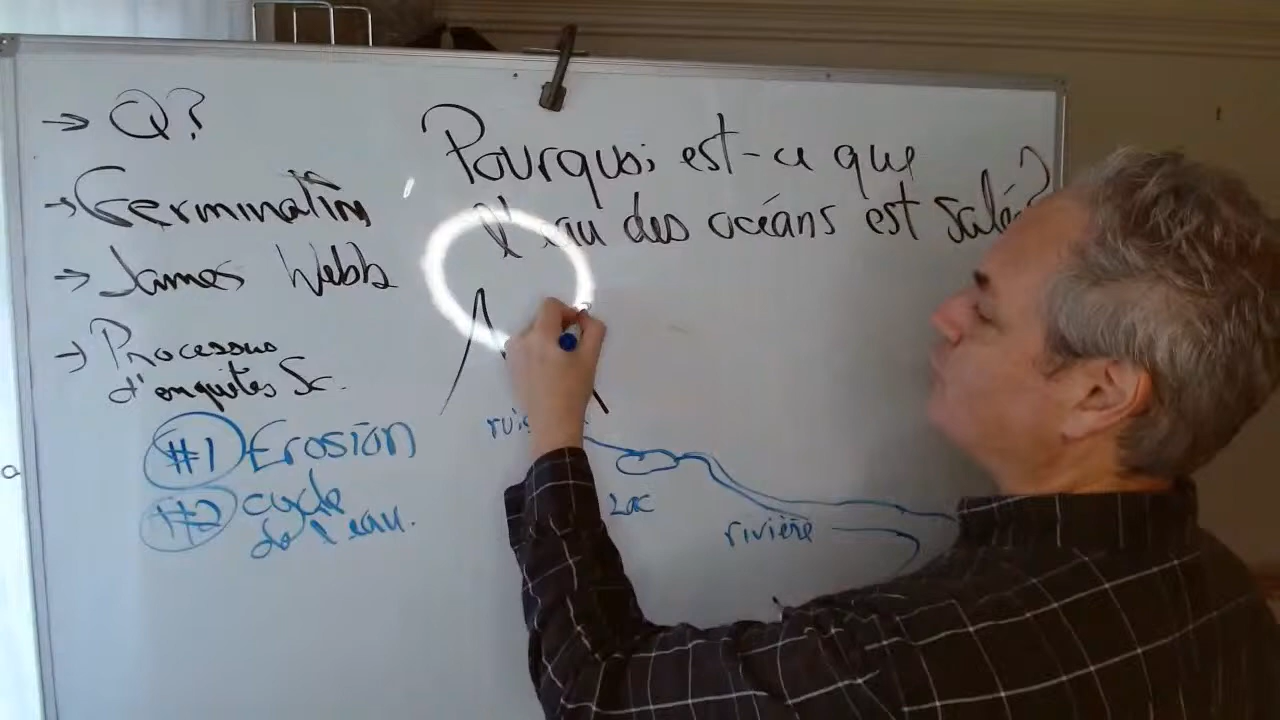 → Q?
→ Germination
→ James Webb
→ Processus
d'enquêtes Sc.
#1 Erosion
#2 cycle
de l'eau.
Pourquoi est-ce que
l'eau des océans est salée?
Lac
rivière